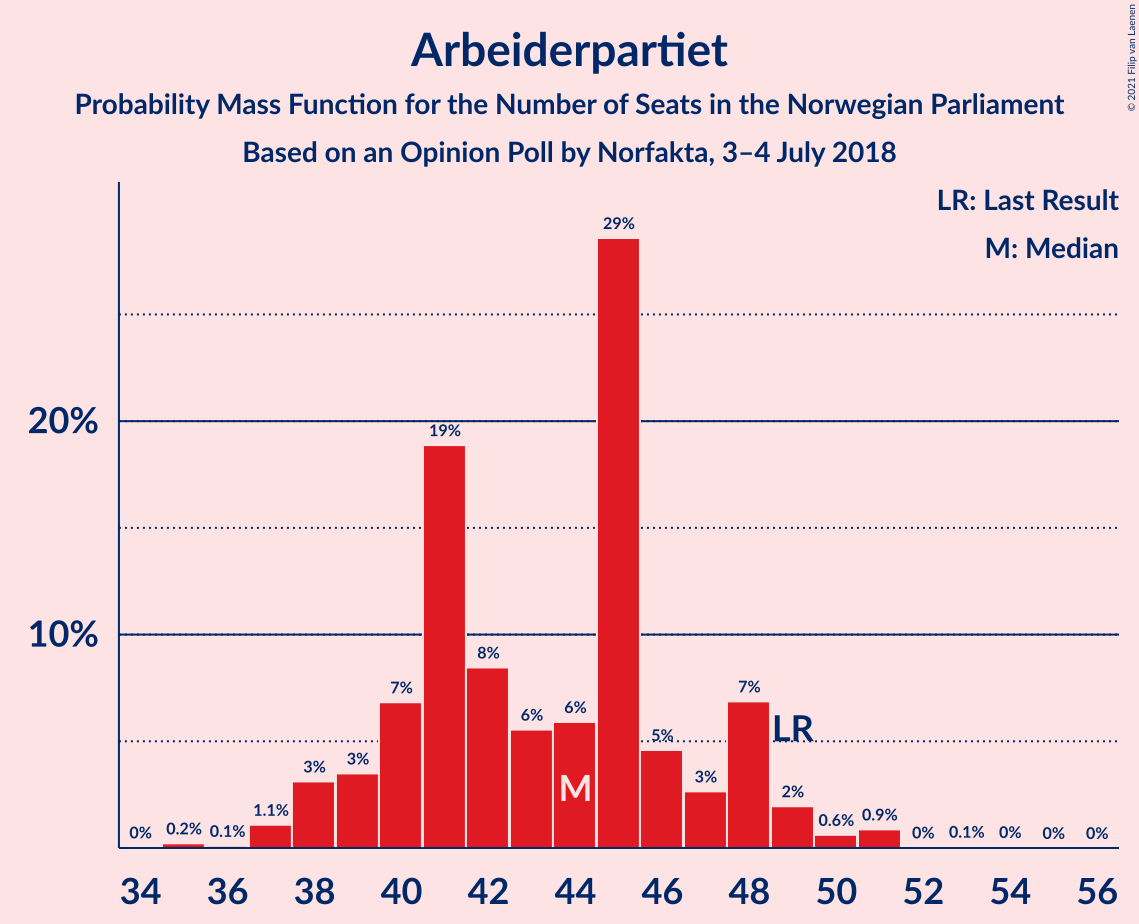 Arbeiderpartiet
Probability Mass Function for the Number of Seats in the Norwegian Parliament
Based on an Opinion Poll by Norfakta, 3–4 July 2018
© 2021 Filip van Laenen
LR: Last Result
M: Median
20%
10%
0%
0.2%
0.1%
1.1%
3%
3%
7%
19%
8%
6%
6%
29%
5%
3%
7%
2%
0.6%
0.9%
0%
0.1%
0%
0%
0%
M
LR
34 36 38 40 42 44 46 48 50 52 54 56